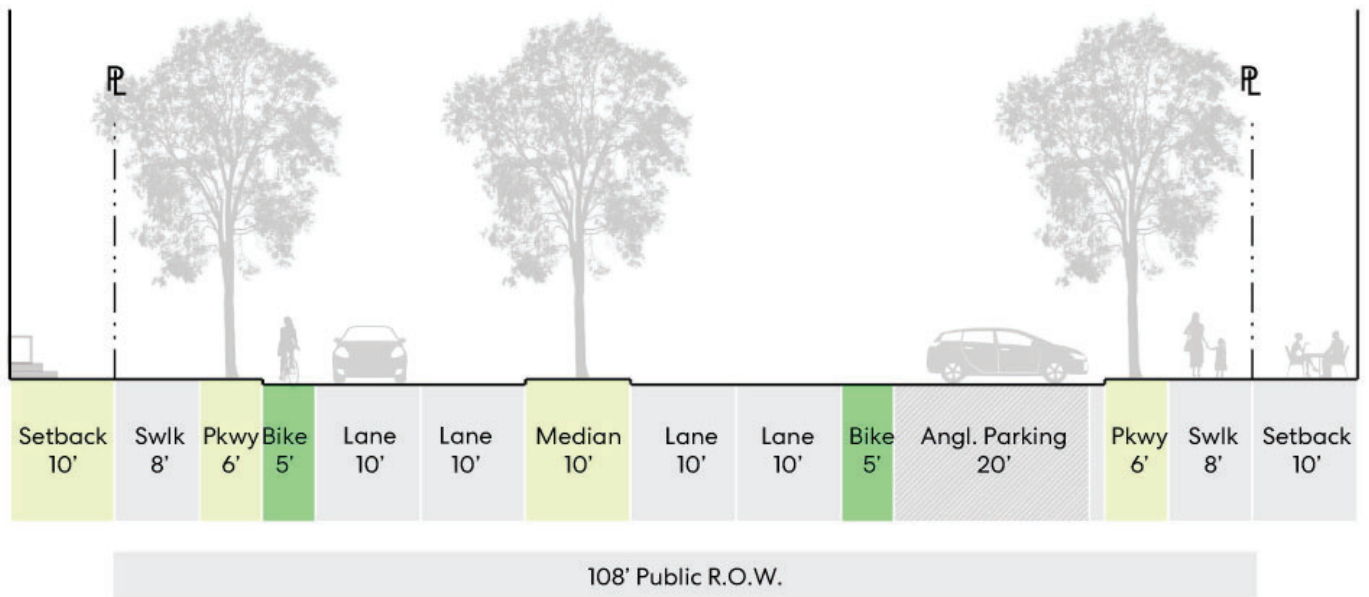 PL
PL
Setback
10'
Swlk
8'
Pkwy
6'
Bike
5'
Lane
10'
Lane
10'
Median
10'
Lane
10'
Lane
10'
Bike
5'
Angl. Parking
20'
Pkwy
6'
Swlk
8'
Setback
10'
108' Public R.O.W.